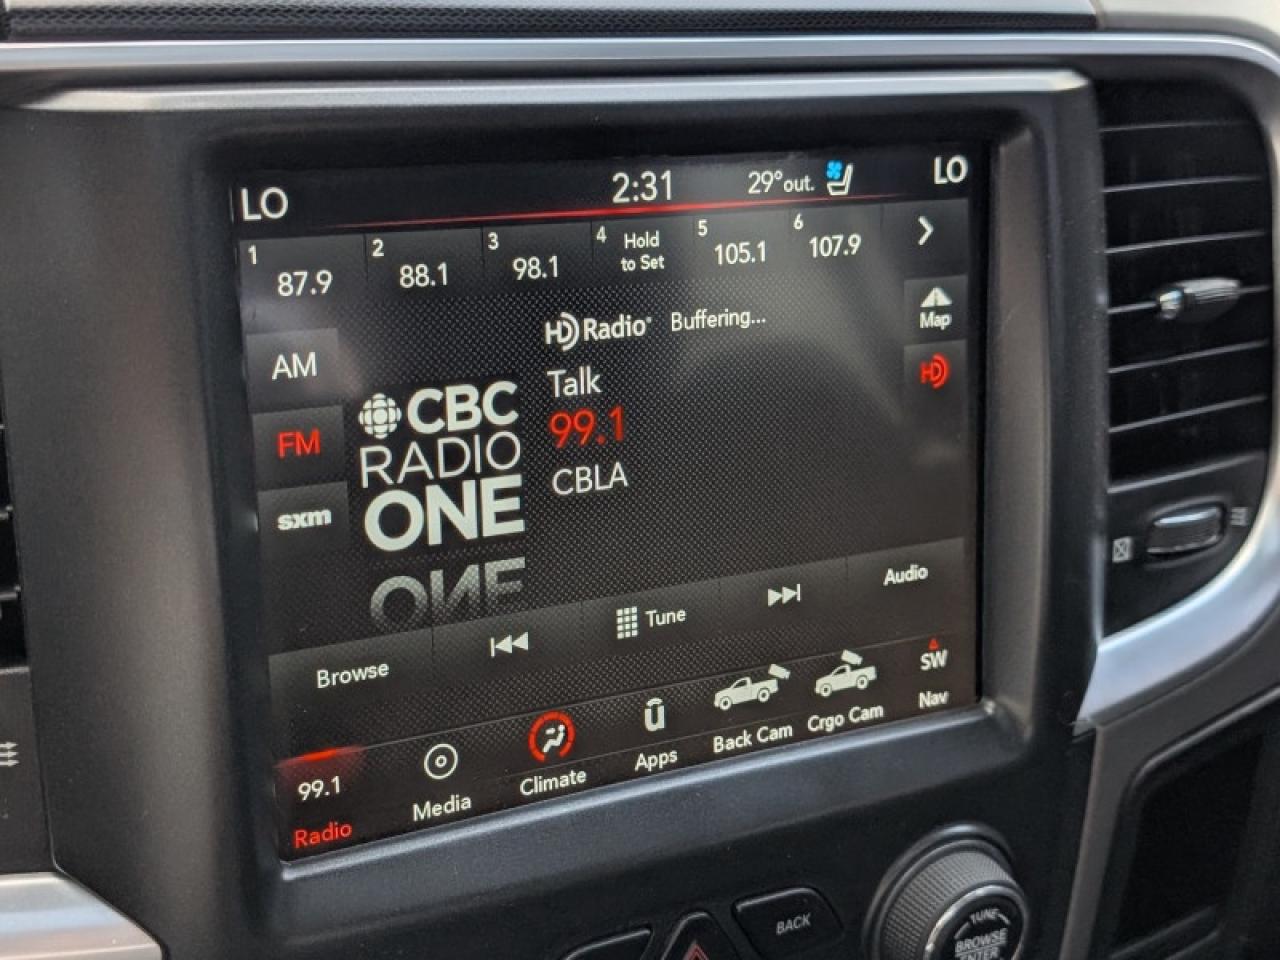 LO 2:31 29°out. LO
1 87.9 2 88.1 3 98.1 4 Hold to Set 5 105.1 6 107.9
HD Radio® Buffering...
Map
AM
Talk
HD
CBC
99.1
FM
RADIO
CBLA
ONE
sxm
ONE
Browse Tune Audio
99.1 SW
Radio Media Climate Apps Back Cam Crgo Cam Nav
BACK
TUNE
BROWSE
ENTER